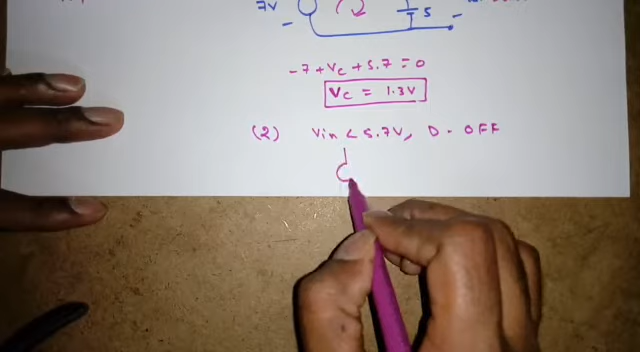 7V
-
5
-
-7 + Vc + 5.7 = 0
Vc = 1.3V
(2) Vin < 5.7V, D - OFF